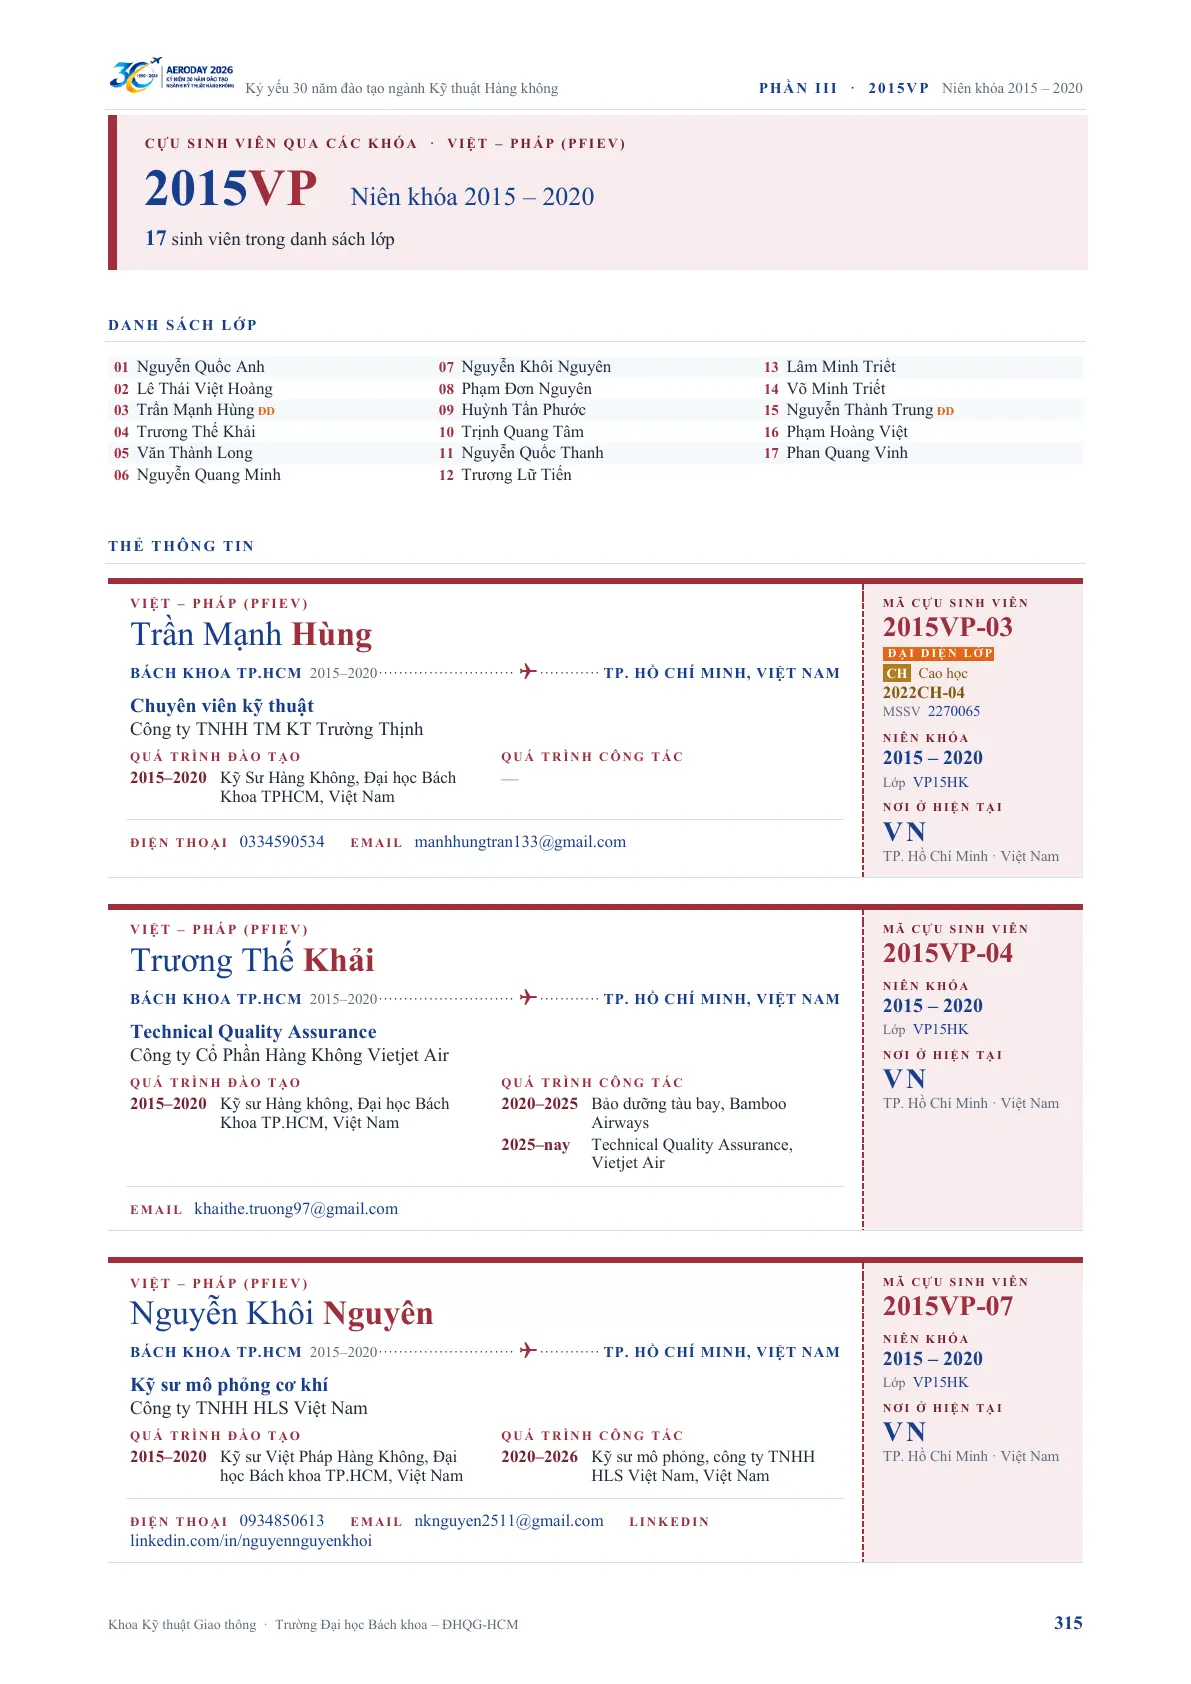 AERODAY 2026
KỶ NIỆM 30 NĂM ĐÀO TẠO
NGÀNH KỸ THUẬT HÀNG KHÔNG
Kỷ yếu 30 năm đào tạo ngành Kỹ thuật Hàng không
PHẦN III · 2015VP Niên khóa 2015 – 2020
CỰU SINH VIÊN QUA CÁC KHÓA · VIỆT – PHÁP (PFIEV)
2015VP Niên khóa 2015 – 2020
17 sinh viên trong danh sách lớp
DANH SÁCH LỚP
01 Nguyễn Quốc Anh
02 Lê Thái Việt Hoàng
03 Trần Mạnh Hùng ĐD
04 Trương Thế Khải
05 Văn Thành Long
06 Nguyễn Quang Minh
07 Nguyễn Khôi Nguyên
08 Phạm Đơn Nguyên
09 Huỳnh Tấn Phước
10 Trịnh Quang Tâm
11 Nguyễn Quốc Thanh
12 Trương Lữ Tiến
13 Lâm Minh Triết
14 Võ Minh Triết
15 Nguyễn Thành Trung ĐD
16 Phạm Hoàng Việt
17 Phan Quang Vinh
THẺ THÔNG TIN
VIỆT – PHÁP (PFIEV)
Trần Mạnh Hùng
BÁCH KHOA TP.HCM 2015–2020 TP. HỒ CHÍ MINH, VIỆT NAM
Chuyên viên kỹ thuật
Công ty TNHH TM KT Trường Thịnh
QUÁ TRÌNH ĐÀO TẠO
2015–2020 Kỹ Sư Hàng Không, Đại học Bách
Khoa TPHCM, Việt Nam
QUÁ TRÌNH CÔNG TÁC
—
ĐIỆN THOẠI 0334590534 EMAIL manhhungtran133@gmail.com
MÃ CỰU SINH VIÊN
2015VP-03
ĐẠI DIỆN LỚP
CH Cao học
2022CH-04
MSSV 2270065
NIÊN KHÓA
2015 – 2020
Lớp VP15HK
NƠI Ở HIỆN TẠI
VN
TP. Hồ Chí Minh · Việt Nam
VIỆT – PHÁP (PFIEV)
Trương Thế Khải
BÁCH KHOA TP.HCM 2015–2020 TP. HỒ CHÍ MINH, VIỆT NAM
Technical Quality Assurance
Công ty Cổ Phần Hàng Không Vietjet Air
QUÁ TRÌNH ĐÀO TẠO
2015–2020 Kỹ sư Hàng không, Đại học Bách
Khoa TP.HCM, Việt Nam
QUÁ TRÌNH CÔNG TÁC
2020–2025 Bảo dưỡng tàu bay, Bamboo
Airways
2025–nay Technical Quality Assurance,
Vietjet Air
EMAIL khaithe.truong97@gmail.com
MÃ CỰU SINH VIÊN
2015VP-04
NIÊN KHÓA
2015 – 2020
Lớp VP15HK
NƠI Ở HIỆN TẠI
VN
TP. Hồ Chí Minh · Việt Nam
VIỆT – PHÁP (PFIEV)
Nguyễn Khôi Nguyên
BÁCH KHOA TP.HCM 2015–2020 TP. HỒ CHÍ MINH, VIỆT NAM
Kỹ sư mô phỏng cơ khí
Công ty TNHH HLS Việt Nam
QUÁ TRÌNH ĐÀO TẠO
2015–2020 Kỹ sư Việt Pháp Hàng Không, Đại
học Bách khoa TP.HCM, Việt Nam
QUÁ TRÌNH CÔNG TÁC
2020–2026 Kỹ sư mô phỏng, công ty TNHH
HLS Việt Nam, Việt Nam
ĐIỆN THOẠI 0934850613 EMAIL nknguyen2511@gmail.com LINKEDIN
linkedin.com/in/nguyennguyenkhoi
MÃ CỰU SINH VIÊN
2015VP-07
NIÊN KHÓA
2015 – 2020
Lớp VP15HK
NƠI Ở HIỆN TẠI
VN
TP. Hồ Chí Minh · Việt Nam
Khoa Kỹ thuật Giao thông · Trường Đại học Bách khoa – ĐHQG-HCM
315